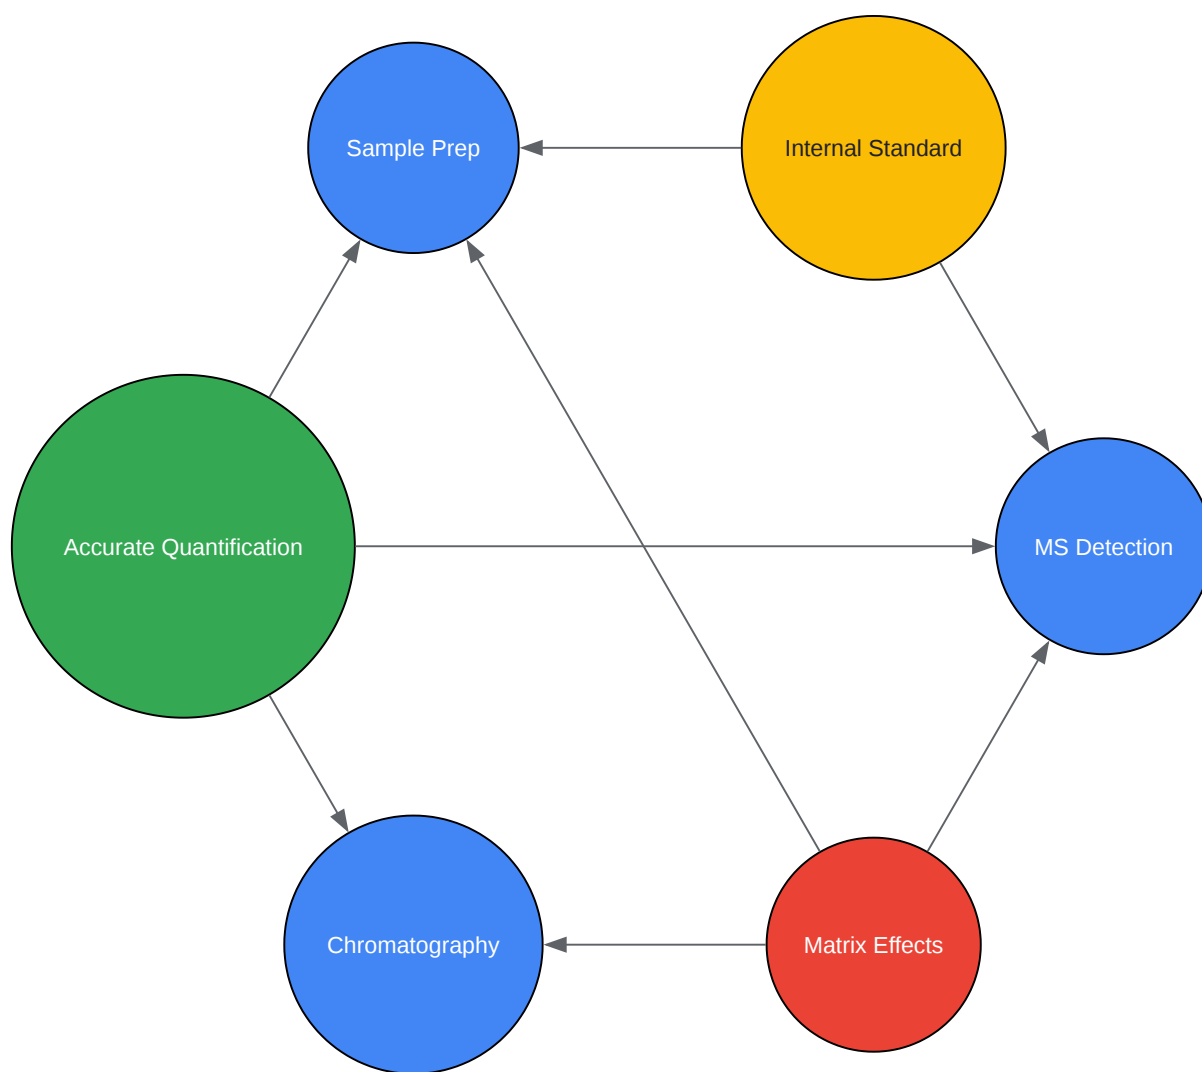 Sample Prep
Internal Standard
Accurate Quantification
MS Detection
Chromatography
Matrix Effects